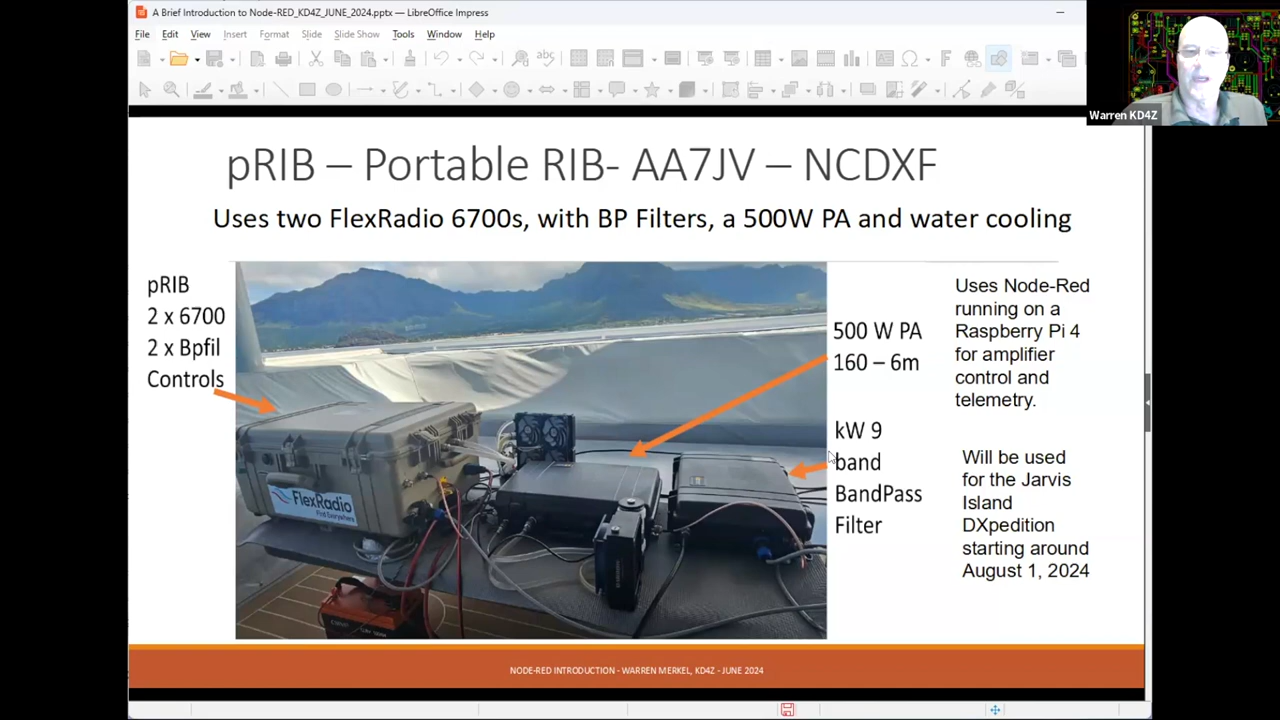 A Brief Introduction to Node-RED_KD4Z_JUNE_2024.pptx — LibreOffice Impress
File Edit View Insert Format Slide Slide Show Tools Window Help
Warren KD4Z
pRIB – Portable RIB- AA7JV – NCDXF
Uses two FlexRadio 6700s, with BP Filters, a 500W PA and water cooling
pRIB
2 x 6700
2 x Bpfil
Controls
FlexRadio
500 W PA
160 – 6m
kW 9
band
BandPass
Filter
Uses Node-Red
running on a
Raspberry Pi 4
for amplifier
control and
telemetry.
Will be used
for the Jarvis
Island
DXpedition
starting around
August 1, 2024
NODE-RED INTRODUCTION - WARREN MERKEL, KD4Z - JUNE 2024